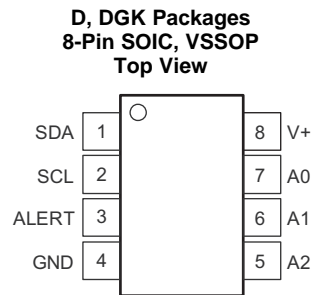 D, DGK Packages
8-Pin SOIC, VSSOP
Top View
SDA 1 8 V+
SCL 2 7 A0
ALERT 3 6 A1
GND 4 5 A2